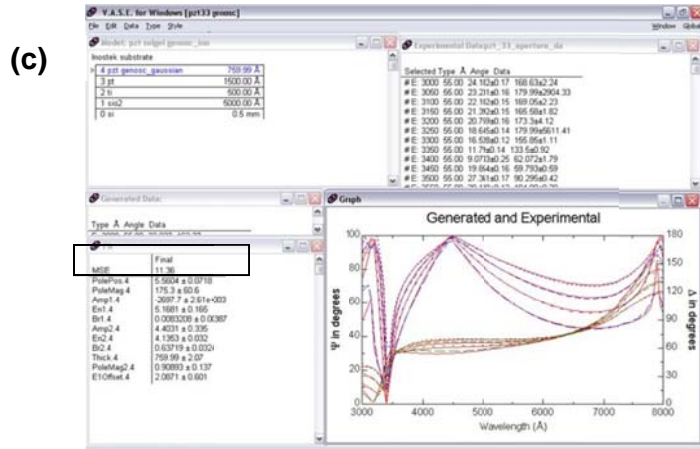 (c)
V.A.S.E. for Windows [pzt33 genosc]
File Edit Data Type Style Window Global
Model: pzt solgel genosc_ino
Inostek substrate
4 pzt genosc_gaussian 759.99 Å
3 pt 1500.00 Å
2 ti 500.00 Å
1 sio2 5000.00 Å
0 si 0.5 mm
Experimental Data:pzt_33_aperture_da
Selected Type Å Angle Data
#E: 3000 55.00 24.182±0.17 168.63±2.24
#E: 3050 55.00 23.231±0.16 179.99±2904.33
#E: 3100 55.00 22.182±0.15 169.05±2.23
#E: 3150 55.00 21.392±0.15 165.58±1.82
#E: 3200 55.00 20.793±0.16 173.3±4.12
#E: 3250 55.00 18.645±0.14 179.99±5611.41
#E: 3300 55.00 16.528±0.12 155.85±1.11
#E: 3350 55.00 11.79±0.14 133.5±0.92
#E: 3400 55.00 9.0713±0.25 62.072±1.79
#E: 3450 55.00 19.864±0.16 59.793±0.59
#E: 3500 55.00 27.341±0.17 90.295±0.42
Generated Data:
Type Å Angle Data
Final
MSE 11.36
PolePos.4 5.5604 ± 0.0718
PoleMag.4 175.3 ± 60.6
Amp1.4 -2697.7 ± 2.61e+003
En1.4 5.1681 ± 0.165
Br1.4 0.0083208 ± 0.00387
Amp2.4 4.4031 ± 0.335
En2.4 4.1353 ± 0.032
Br2.4 0.63719 ± 0.032
Thick.4 759.99 ± 2.07
PoleMag2.4 0.90893 ± 0.137
E1Offset.4 2.0871 ± 0.601
Graph
Generated and Experimental
Ψ in degrees
100
80
60
40
20
0
180
150
120
90
60
30
0
Δ in degrees
3000 4000 5000 6000 7000 8000
Wavelength (Å)